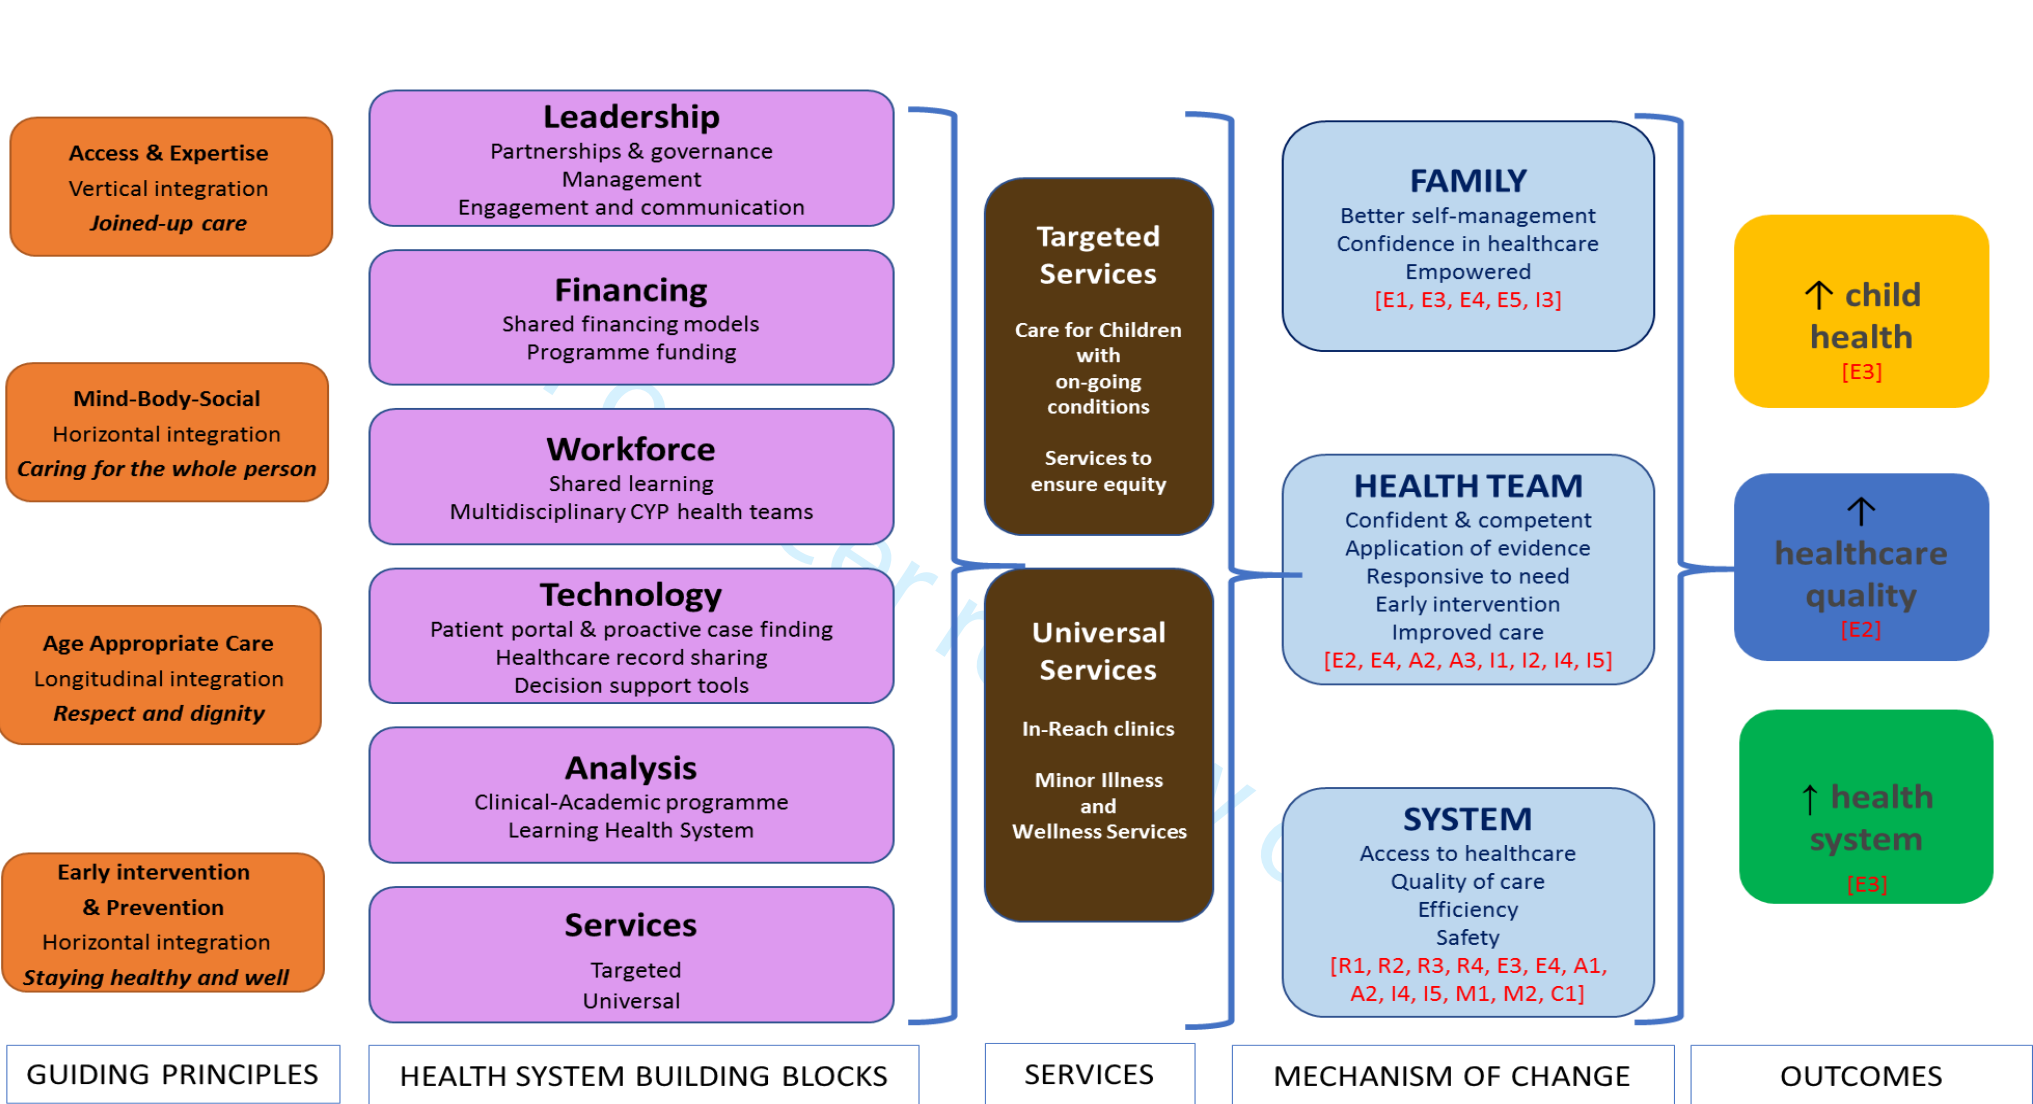 Access & Expertise
Vertical integration
Joined-up care
Mind-Body-Social
Horizontal integration
Caring for the whole person
Age Appropriate Care
Longitudinal integration
Respect and dignity
Early intervention
& Prevention
Horizontal integration
Staying healthy and well
GUIDING PRINCIPLES
Leadership
Partnerships & governance
Management
Engagement and communication
Financing
Shared financing models
Programme funding
Workforce
Shared learning
Multidisciplinary CYP health teams
Technology
Patient portal & proactive case finding
Healthcare record sharing
Decision support tools
Analysis
Clinical-Academic programme
Learning Health System
Services
Targeted
Universal
HEALTH SYSTEM BUILDING BLOCKS
Targeted
Services
Care for Children
with
on-going
conditions
Services to
ensure equity
Universal
Services
In-Reach clinics
Minor Illness
and
Wellness Services
SERVICES
FAMILY
Better self-management
Confidence in healthcare
Empowered
[E1, E3, E4, E5, I3]
HEALTH TEAM
Confident & competent
Application of evidence
Responsive to need
Early intervention
Improved care
[E2, E4, A2, A3, I1, I2, I4, I5]
SYSTEM
Access to healthcare
Quality of care
Efficiency
Safety
[R1, R2, R3, R4, E3, E4, A1,
A2, I4, I5, M1, M2, C1]
MECHANISM OF CHANGE
↑ child
health
[E3]
↑
healthcare
quality
[E2]
↑ health
system
[E3]
OUTCOMES